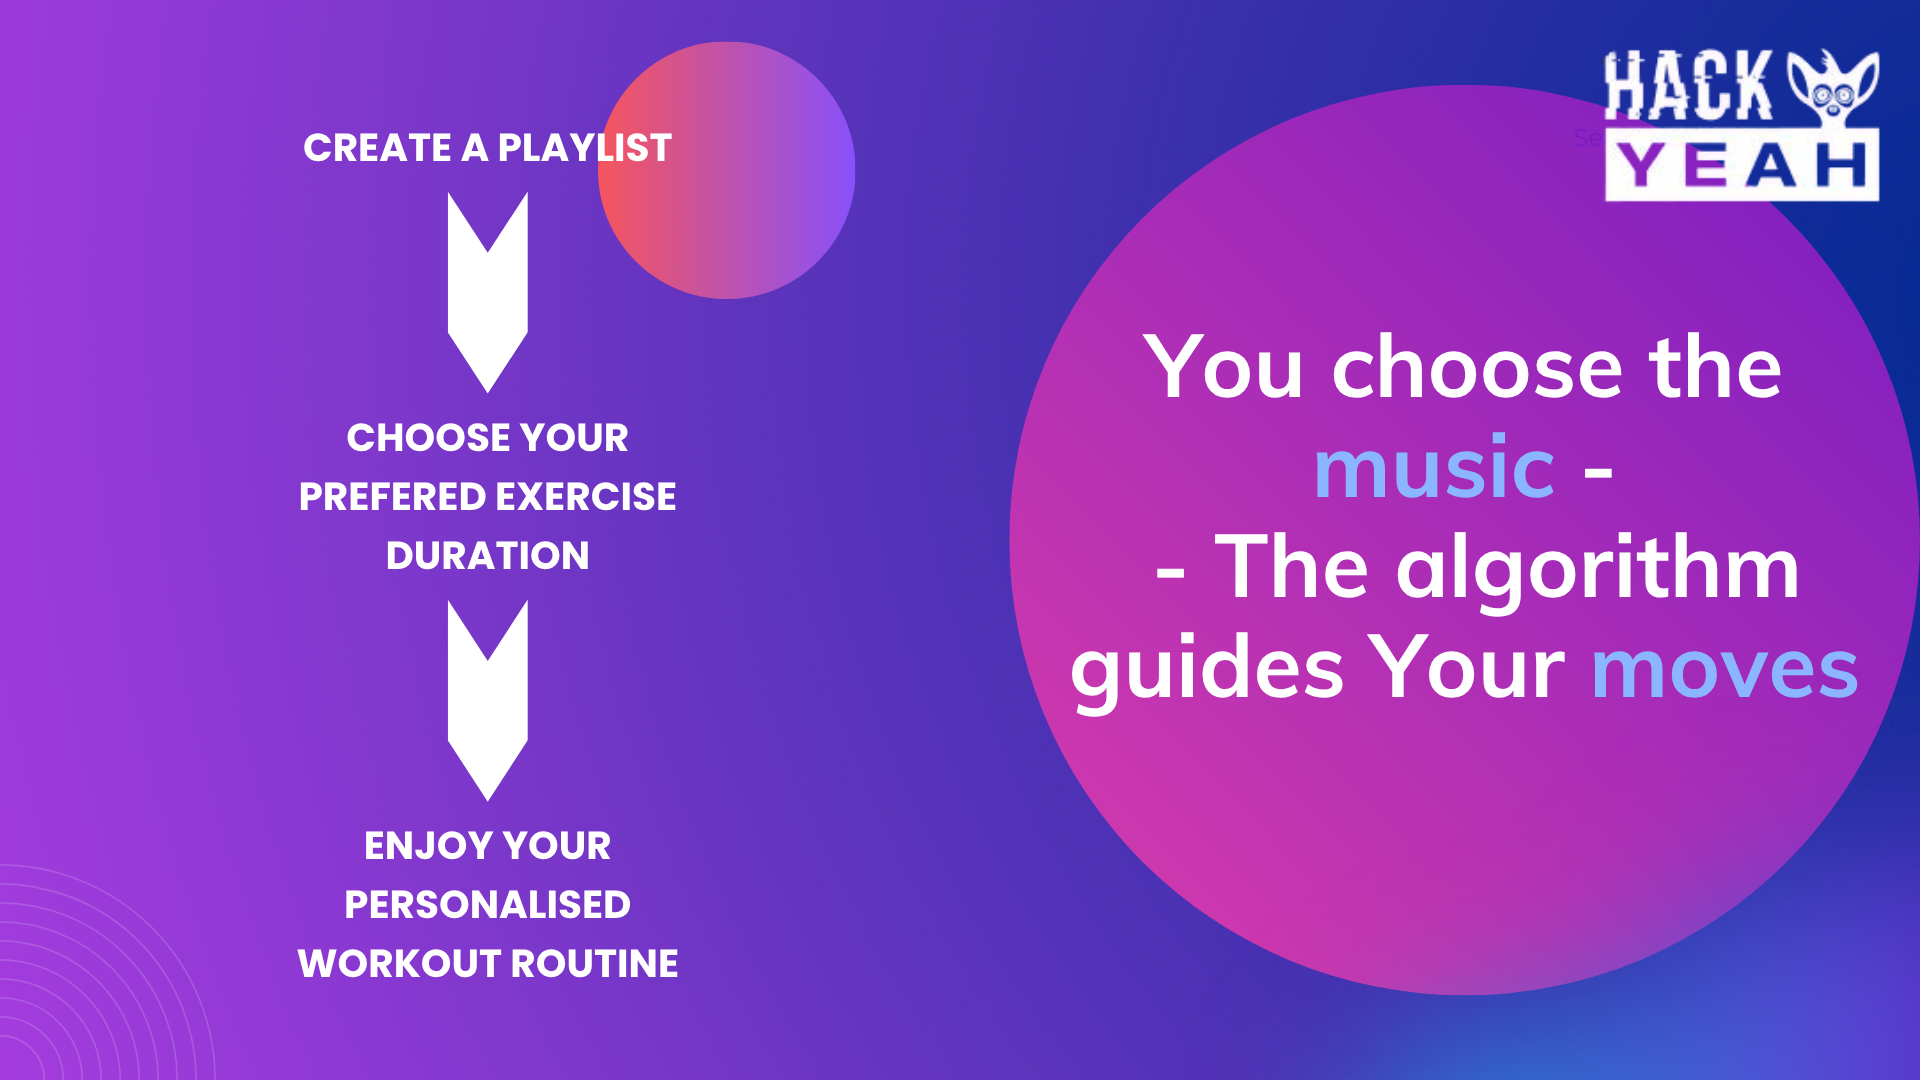 CREATE A PLAYLIST
CHOOSE YOUR
PREFERED EXERCISE
DURATION
ENJOY YOUR
PERSONALISED
WORKOUT ROUTINE
HACK
YEAH
You choose the
music -
- The algorithm
guides Your moves